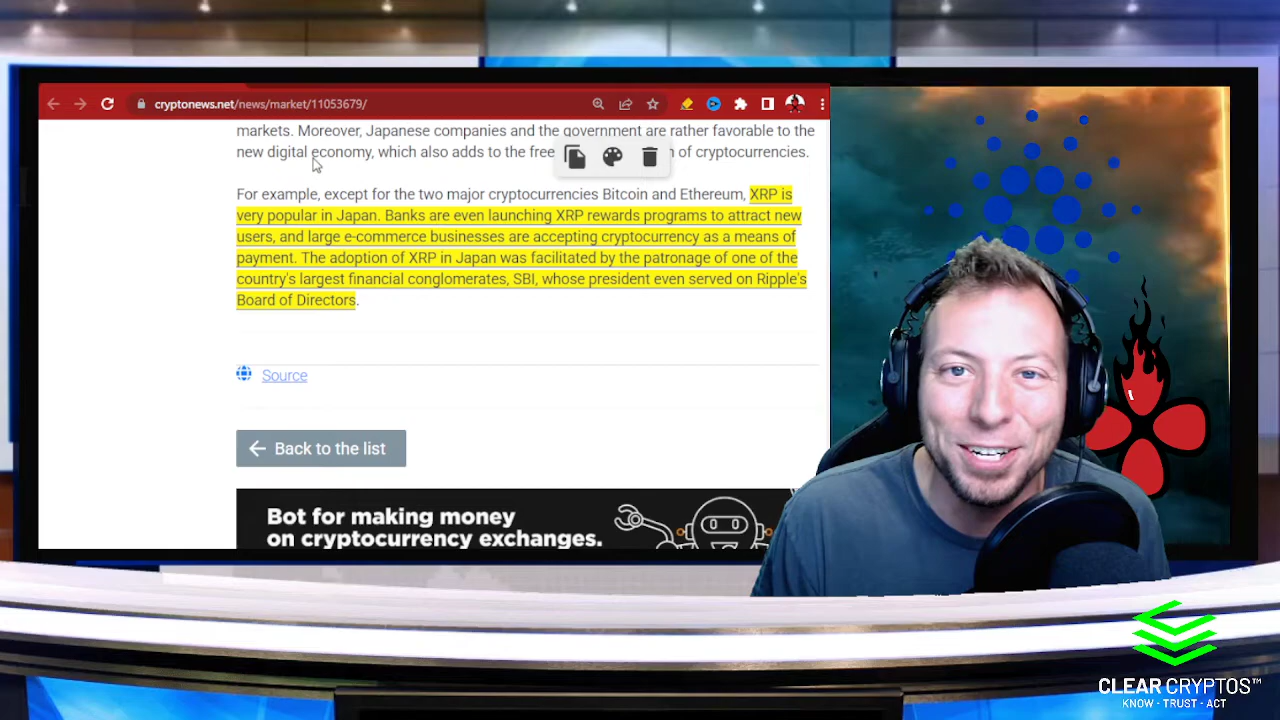 cryptonews.net/news/market/11053679/
markets. Moreover, Japanese companies and the government are rather favorable to the
new digital economy, which also adds to the free of cryptocurrencies.
For example, except for the two major cryptocurrencies Bitcoin and Ethereum, XRP is
very popular in Japan. Banks are even launching XRP rewards programs to attract new
users, and large e-commerce businesses are accepting cryptocurrency as a means of
payment. The adoption of XRP in Japan was facilitated by the patronage of one of the
country's largest financial conglomerates, SBI, whose president even served on Ripple's
Board of Directors.
Source
Back to the list
Bot for making money
on cryptocurrency exchanges.
CLEAR CRYPTOS™
KNOW - TRUST - ACT